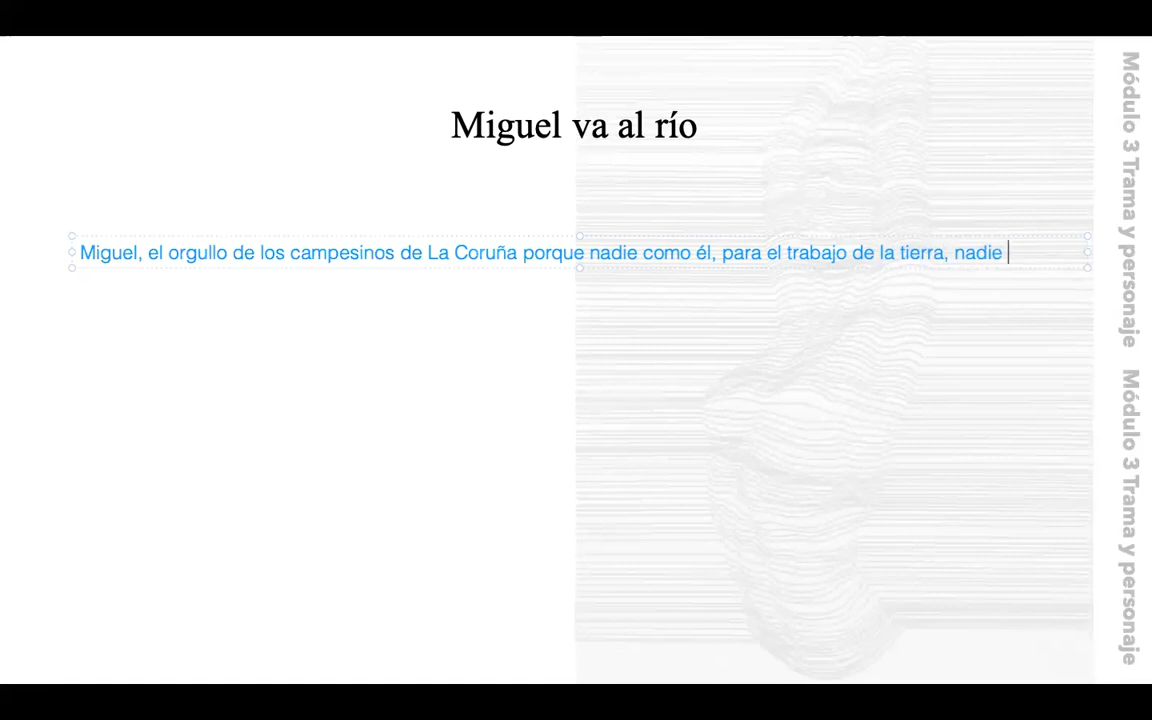 Miguel va al río
Miguel, el orgullo de los campesinos de La Coruña porque nadie como él, para el trabajo de la tierra, nadie
Módulo 3 Trama y personaje
Módulo 3 Trama y personaje